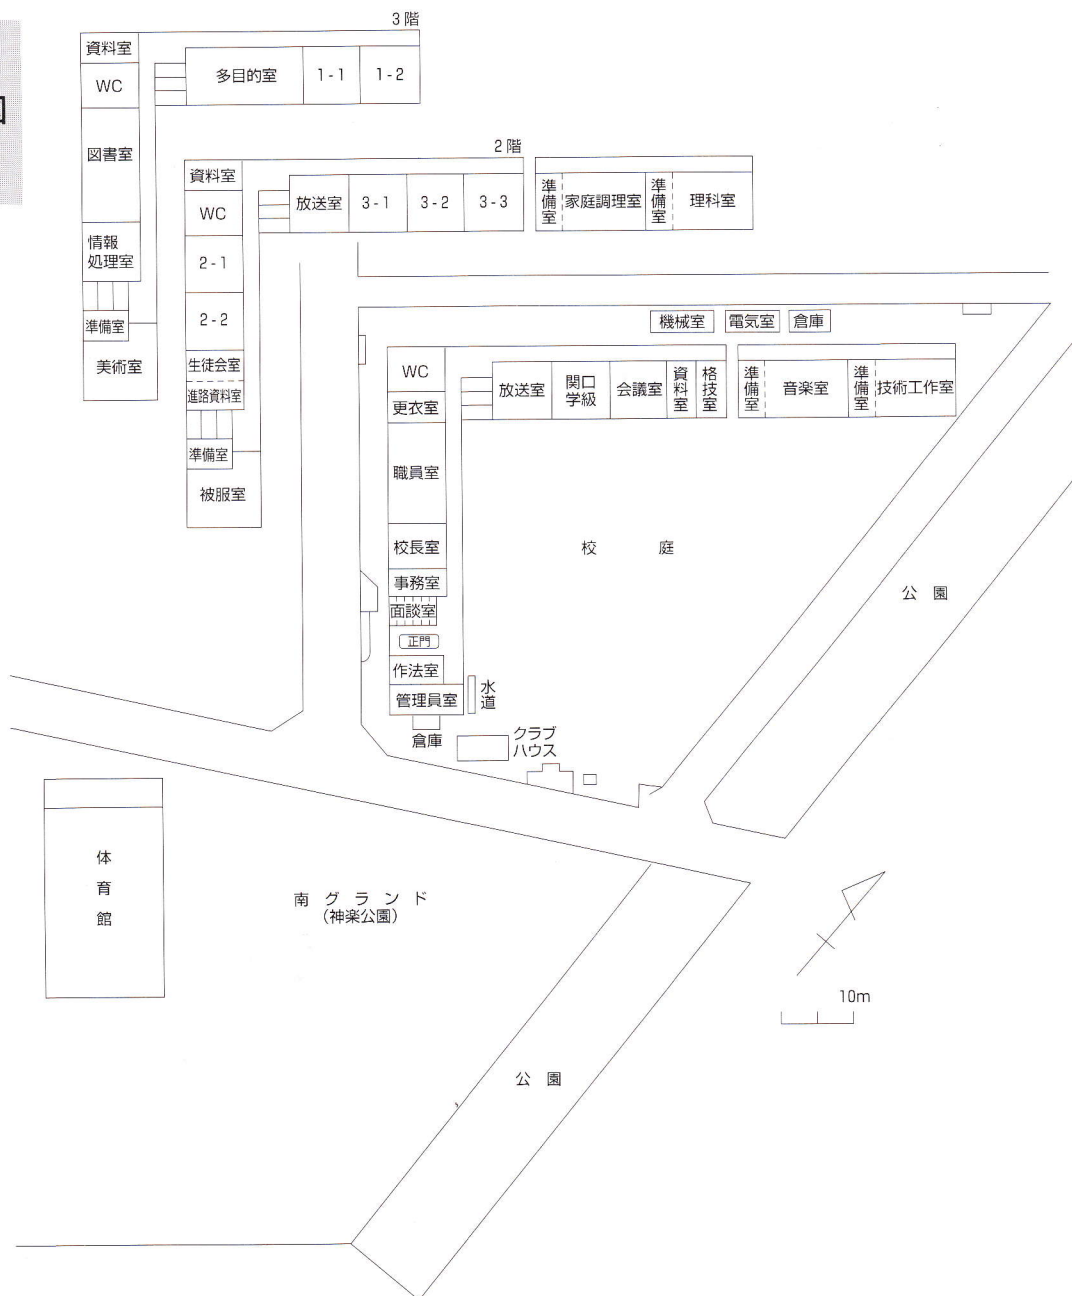 3階
資料室
WC
図書室
情報
処理室
準備室
美術室
多目的室
1-1
1-2
2階
資料室
WC
2-1
2-2
生徒会室
進路資料室
準備室
被服室
放送室
3-1
3-2
3-3
準備室
家庭調理室
準備室
理科室
機械室
電気室
倉庫
WC
更衣室
職員室
校長室
事務室
面談室
正門
作法室
管理員室
倉庫
水道
クラブ
ハウス
放送室
関口
学級
会議室
資料室
格技室
準備室
音楽室
準備室
技術工作室
校庭
公園
体育館
南グランド
(神楽公園)
公園
10m